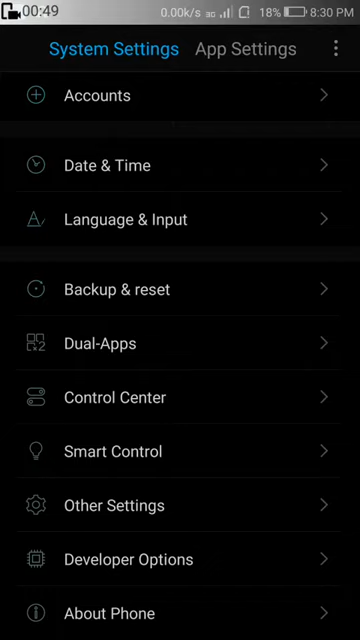 00:49 0.00k/s 3G 18% 8:30 PM
System Settings App Settings
Accounts
Date & Time
Language & Input
Backup & reset
Dual-Apps
Control Center
Smart Control
Other Settings
Developer Options
About Phone